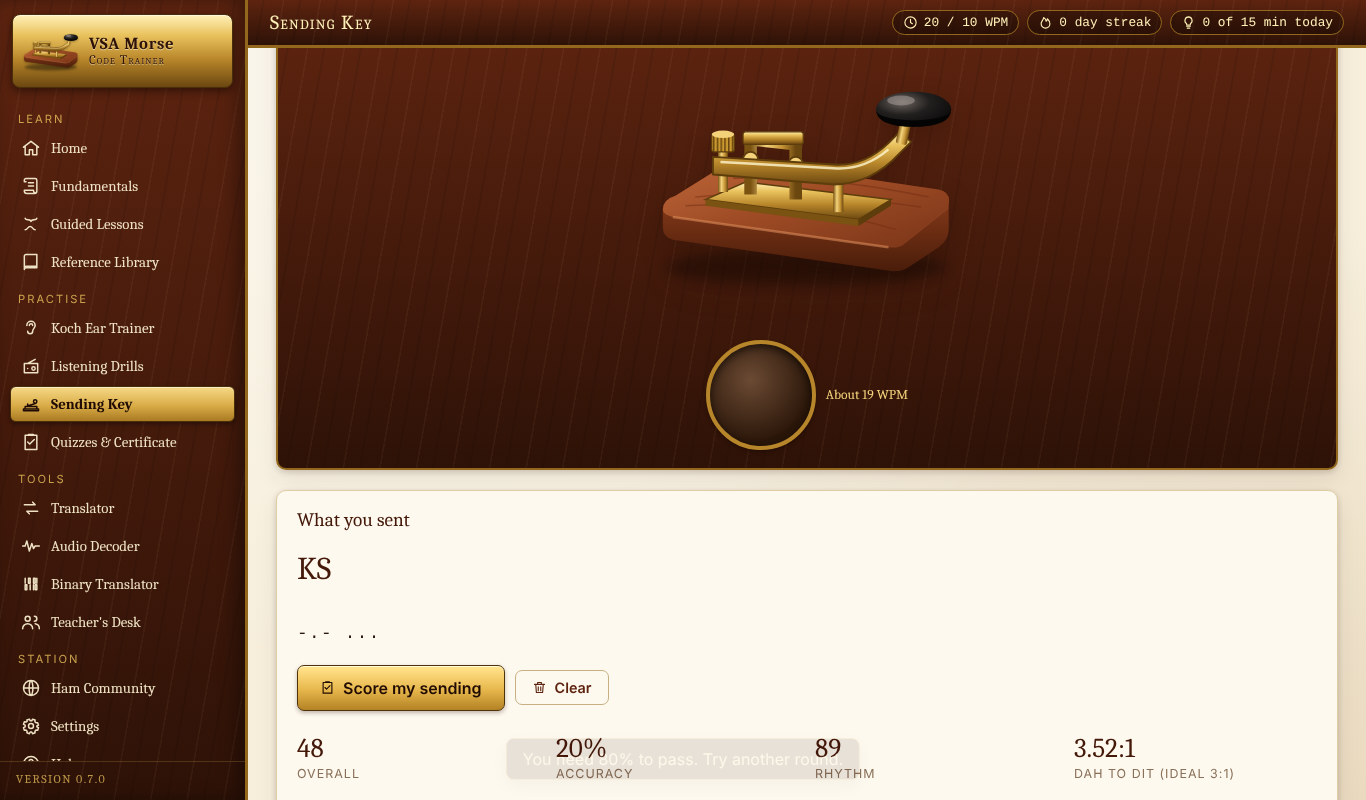 VSA Morse
Code Trainer
LEARN
Home
Fundamentals
Guided Lessons
Reference Library
PRACTISE
Koch Ear Trainer
Listening Drills
Sending Key
Quizzes & Certificate
TOOLS
Translator
Audio Decoder
Binary Translator
Teacher's Desk
STATION
Ham Community
Settings
VERSION 0.7.0
Sending Key
20 / 10 WPM
0 day streak
0 of 15 min today
About 19 WPM
What you sent
KS
-.- ...
Score my sending
Clear
48
OVERALL
20%
ACCURACY
89
RHYTHM
3.52:1
DAH TO DIT (IDEAL 3:1)
You need 80% to pass. Try another round.